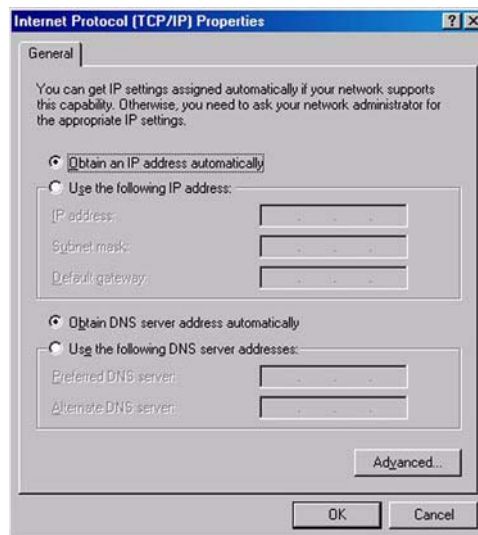 Internet Protocol (TCP/IP) Properties
General
You can get IP settings assigned automatically if your network supports
this capability. Otherwise, you need to ask your network administrator for
the appropriate IP settings.
Obtain an IP address automatically
Use the following IP address:
IP address:
Subnet mask:
Default gateway:
Obtain DNS server address automatically
Use the following DNS server addresses:
Preferred DNS server:
Alternate DNS server:
Advanced...
OK Cancel